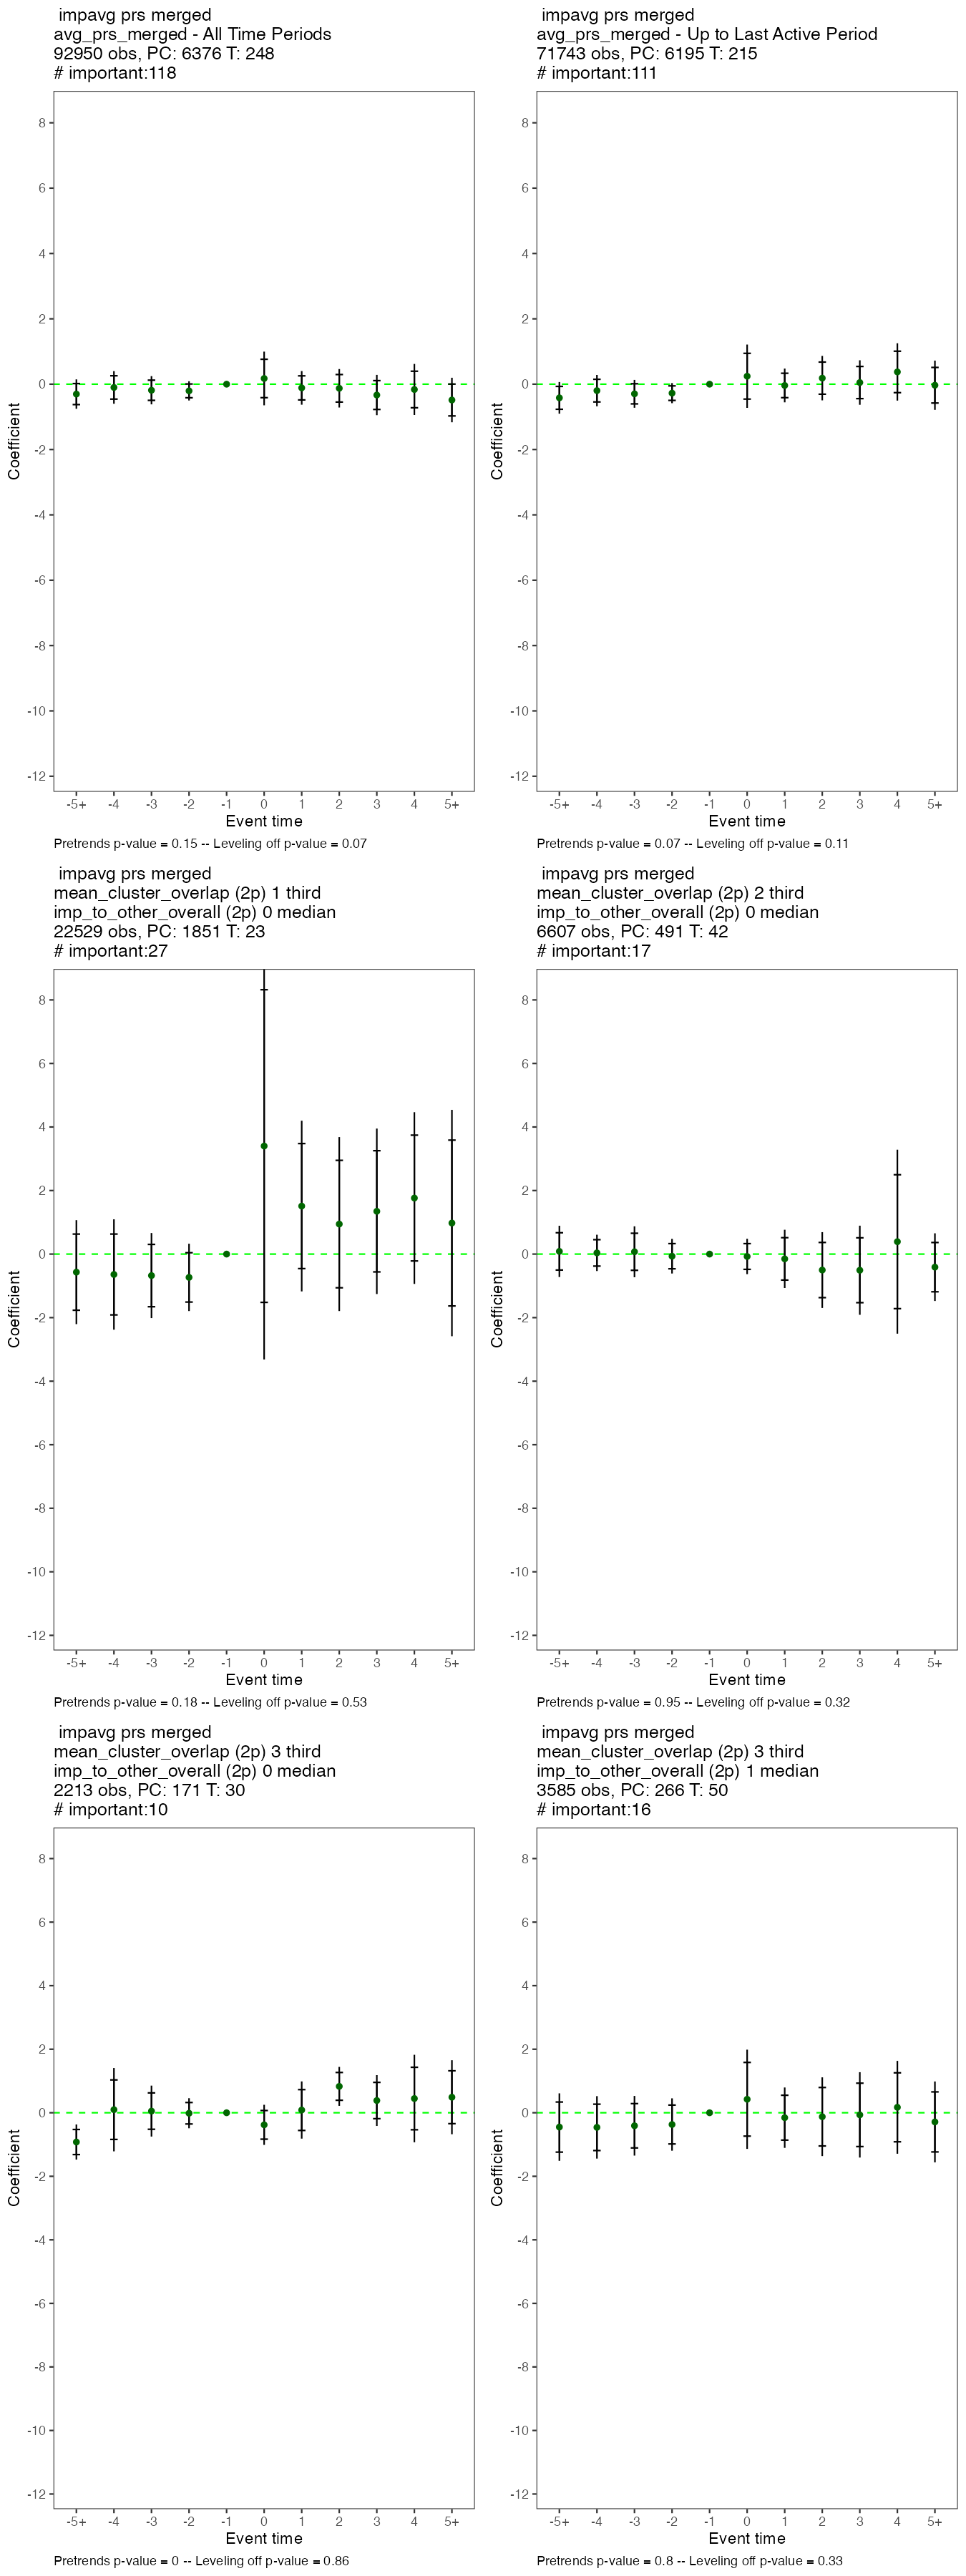 impavg prs merged
avg_prs_merged - All Time Periods
92950 obs, PC: 6376 T: 248
# important:118
8
6
4
2
0
-2
-4
-6
-8
-10
-12
Coefficient
-5+ -4 -3 -2 -1 0 1 2 3 4 5+
Event time
Pretrends p-value = 0.15 -- Leveling off p-value = 0.07
impavg prs merged
avg_prs_merged - Up to Last Active Period
71743 obs, PC: 6195 T: 215
# important:111
8
6
4
2
0
-2
-4
-6
-8
-10
-12
Coefficient
-5+ -4 -3 -2 -1 0 1 2 3 4 5+
Event time
Pretrends p-value = 0.07 -- Leveling off p-value = 0.11
impavg prs merged
mean_cluster_overlap (2p) 1 third
imp_to_other_overall (2p) 0 median
22529 obs, PC: 1851 T: 23
# important:27
8
6
4
2
0
-2
-4
-6
-8
-10
-12
Coefficient
-5+ -4 -3 -2 -1 0 1 2 3 4 5+
Event time
Pretrends p-value = 0.18 -- Leveling off p-value = 0.53
impavg prs merged
mean_cluster_overlap (2p) 2 third
imp_to_other_overall (2p) 0 median
6607 obs, PC: 491 T: 42
# important:17
8
6
4
2
0
-2
-4
-6
-8
-10
-12
Coefficient
-5+ -4 -3 -2 -1 0 1 2 3 4 5+
Event time
Pretrends p-value = 0.95 -- Leveling off p-value = 0.32
impavg prs merged
mean_cluster_overlap (2p) 3 third
imp_to_other_overall (2p) 0 median
2213 obs, PC: 171 T: 30
# important:10
8
6
4
2
0
-2
-4
-6
-8
-10
-12
Coefficient
-5+ -4 -3 -2 -1 0 1 2 3 4 5+
Event time
Pretrends p-value = 0 -- Leveling off p-value = 0.86
impavg prs merged
mean_cluster_overlap (2p) 3 third
imp_to_other_overall (2p) 1 median
3585 obs, PC: 266 T: 50
# important:16
8
6
4
2
0
-2
-4
-6
-8
-10
-12
Coefficient
-5+ -4 -3 -2 -1 0 1 2 3 4 5+
Event time
Pretrends p-value = 0.8 -- Leveling off p-value = 0.33